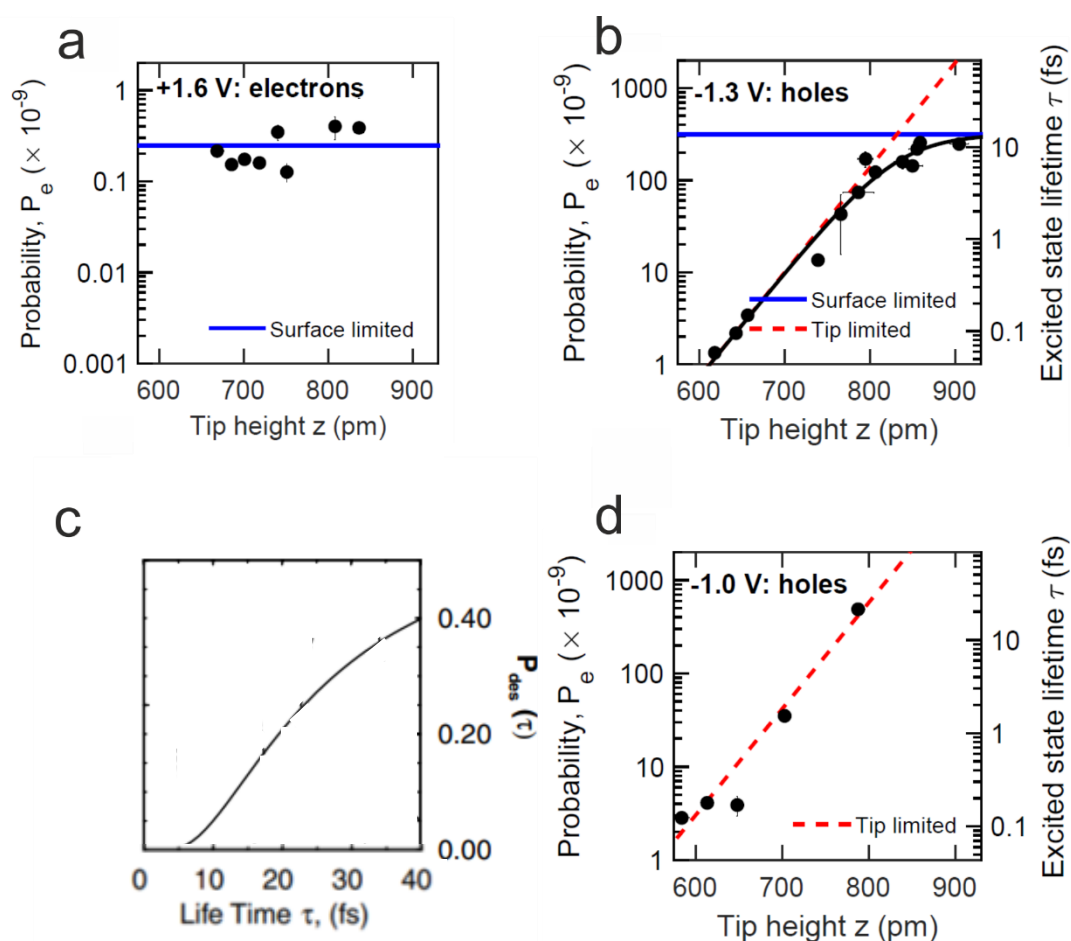 a
+1.6 V: electrons
Probability, P_e (× 10^-9)
1
0.1
0.01
0.001
Surface limited
600 700 800 900
Tip height z (pm)
b
-1.3 V: holes
Probability, P_e (× 10^-9)
1000
100
10
1
Surface limited
Tip limited
Excited state lifetime τ (fs)
10
1
0.1
600 700 800 900
Tip height z (pm)
c
0.40
0.20
0.00
P_des (τ)
0 10 20 30 40
Life Time τ, (fs)
d
-1.0 V: holes
Probability, P_e (× 10^-9)
1000
100
10
1
Tip limited
Excited state lifetime τ (fs)
10
1
0.1
600 700 800 900
Tip height z (pm)